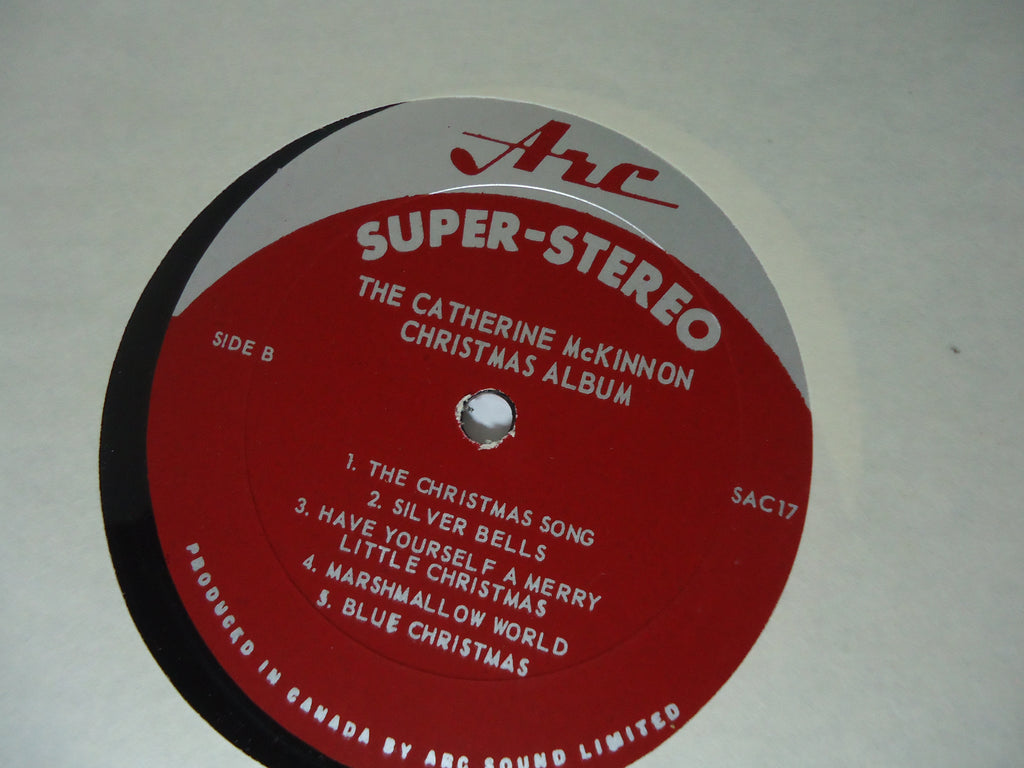 Arc
SUPER-STEREO
THE CATHERINE McKINNON
CHRISTMAS ALBUM
SIDE B
SAC17
1. THE CHRISTMAS SONG
2. SILVER BELLS
3. HAVE YOURSELF A MERRY
LITTLE CHRISTMAS
4. MARSHMALLOW WORLD
5. BLUE CHRISTMAS
PRODUCED IN CANADA BY ARC SOUND LIMITED